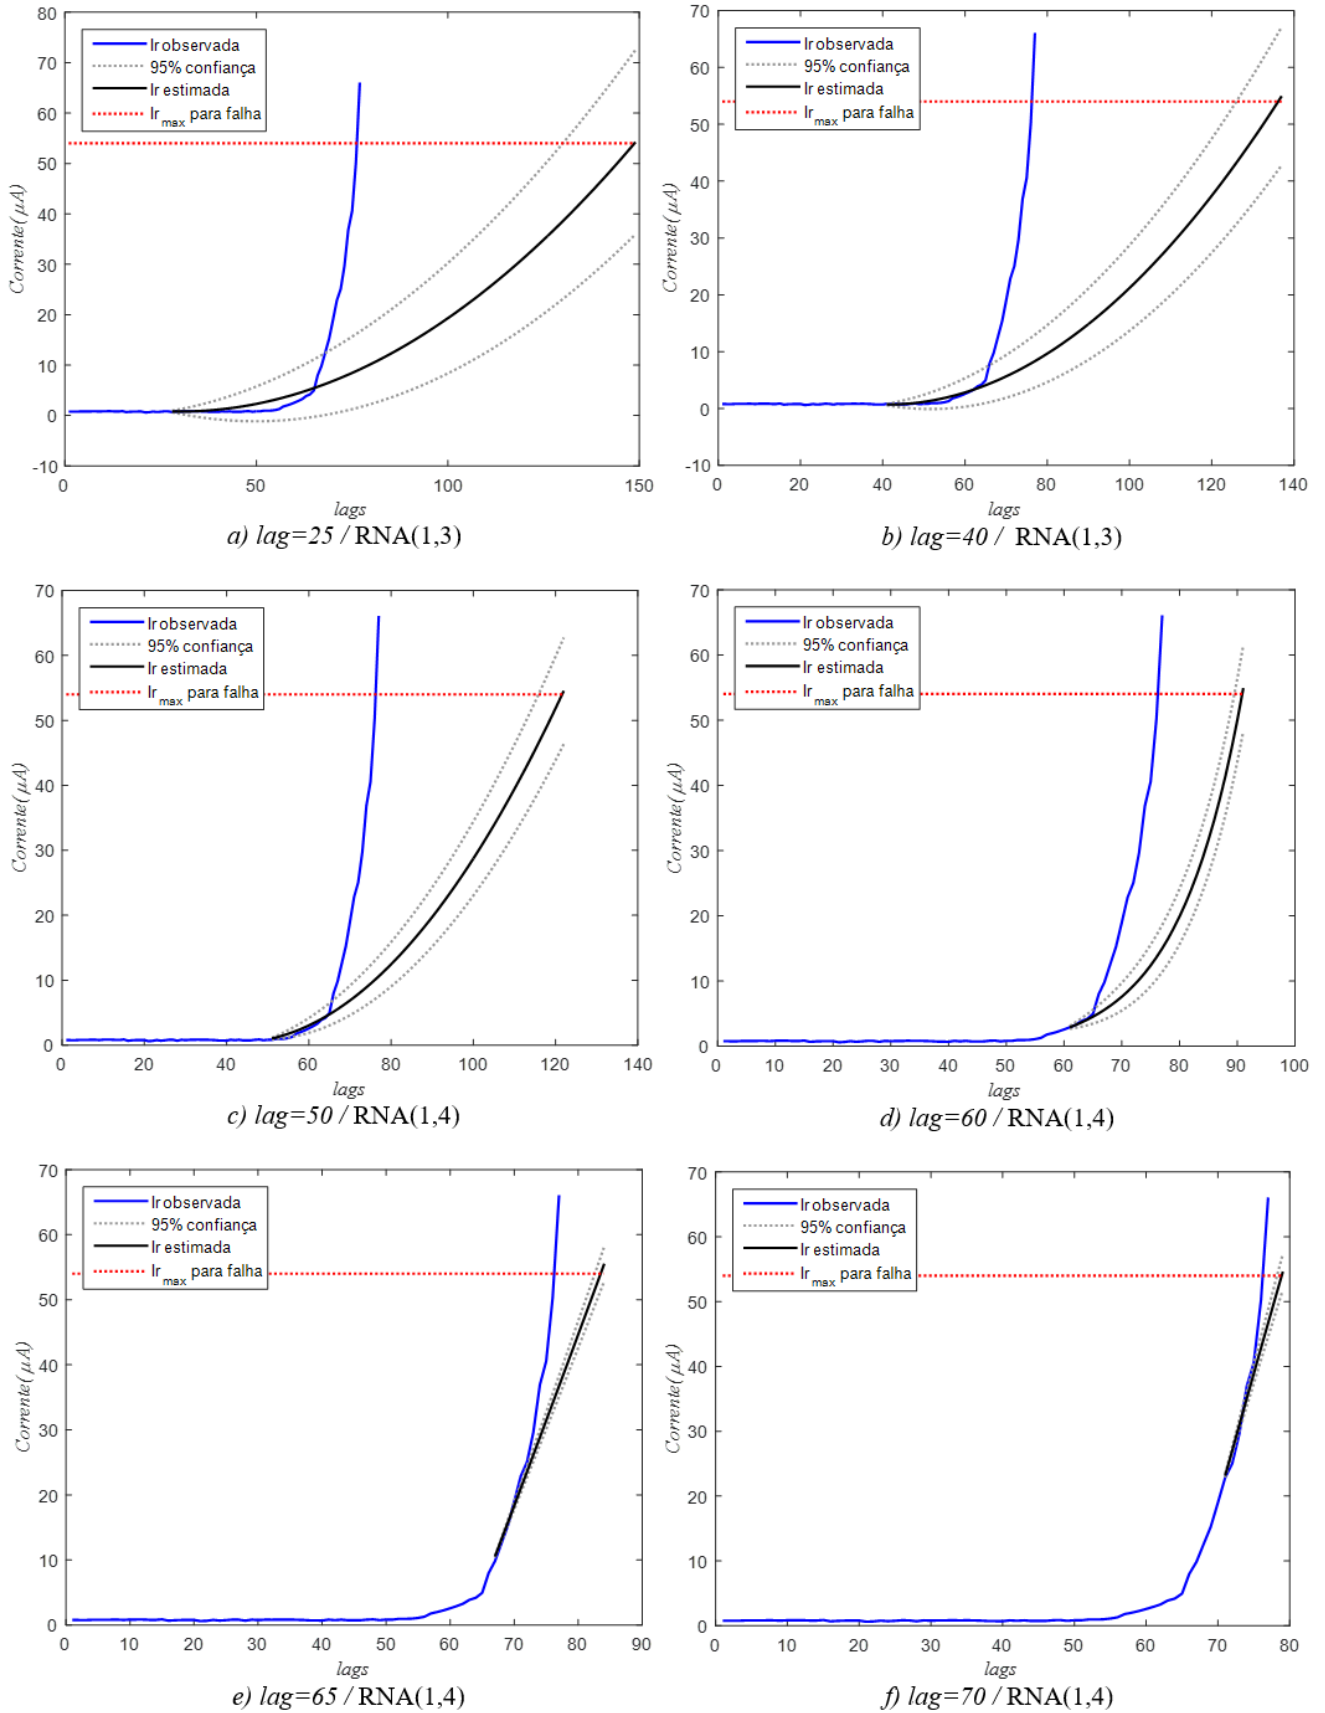 80
70
60
50
40
30
20
10
0
-10
Corrente(μA)
Ir observada
95% confiança
Ir estimada
Ir max para falha
0 50 100 150
lags
a) lag=25 / RNA(1,3)
70
60
50
40
30
20
10
0
-10
Corrente(μA)
Ir observada
95% confiança
Ir estimada
Ir max para falha
0 20 40 60 80 100 120 140
lags
b) lag=40 / RNA(1,3)
70
60
50
40
30
20
10
0
Corrente(μA)
Ir observada
95% confiança
Ir estimada
Ir max para falha
0 20 40 60 80 100 120 140
lags
c) lag=50 / RNA(1,4)
70
60
50
40
30
20
10
0
Corrente(μA)
Ir observada
95% confiança
Ir estimada
Ir max para falha
0 10 20 30 40 50 60 70 80 90 100
lags
d) lag=60 / RNA(1,4)
70
60
50
40
30
20
10
0
Corrente(μA)
Ir observada
95% confiança
Ir estimada
Ir max para falha
0 10 20 30 40 50 60 70 80 90
lags
e) lag=65 / RNA(1,4)
70
60
50
40
30
20
10
0
Corrente(μA)
Ir observada
95% confiança
Ir estimada
Ir max para falha
0 10 20 30 40 50 60 70 80
lags
f) lag=70 / RNA(1,4)